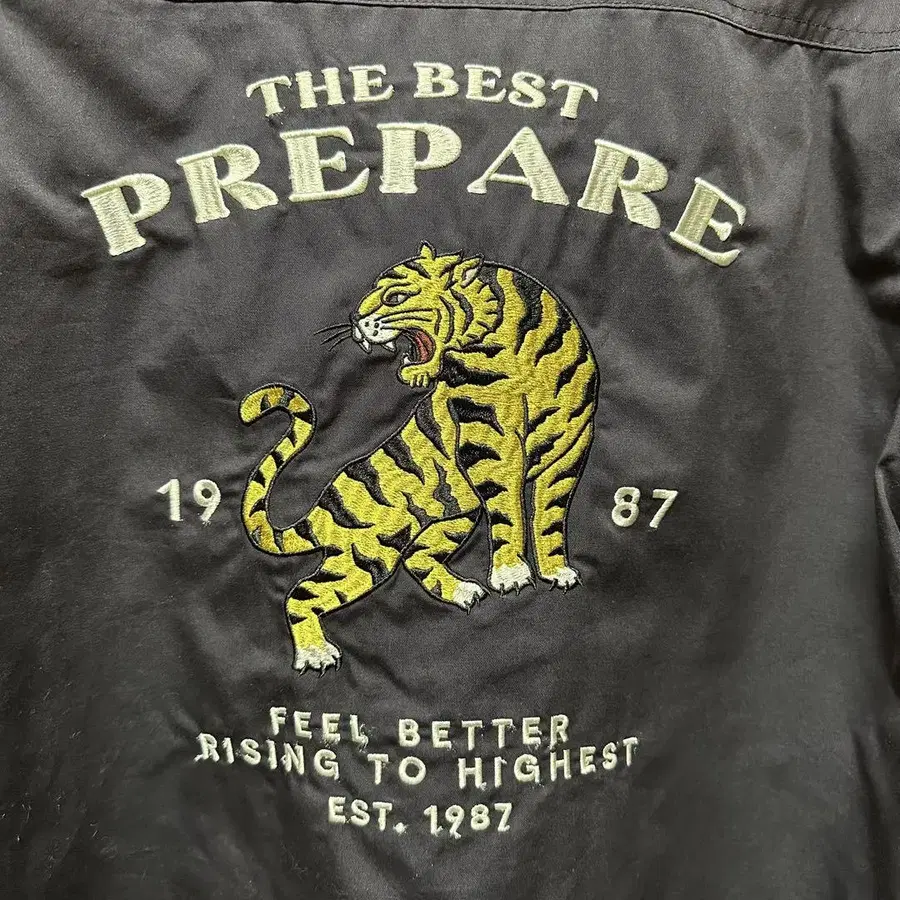 THE BEST
PREPARE
19 87
FEEL BETTER
RISING TO HIGHEST
EST. 1987